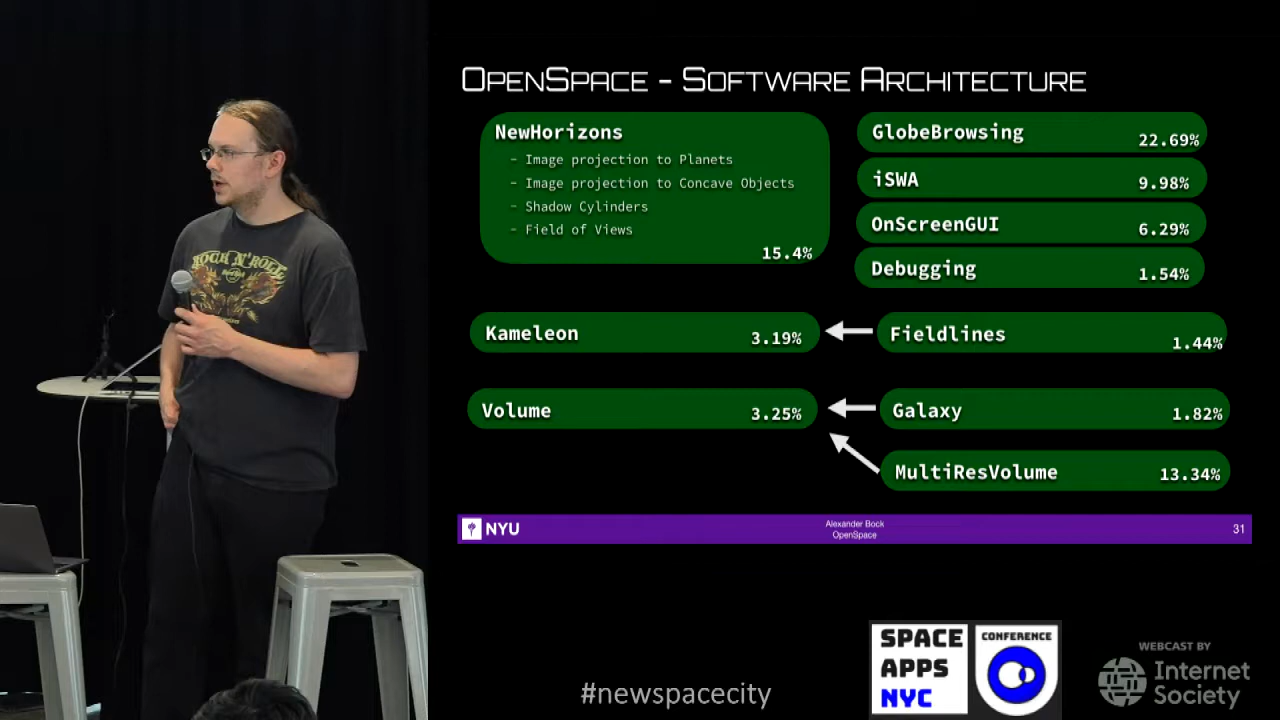 OpenSpace - Software Architecture
NewHorizons
- Image projection to Planets
- Image projection to Concave Objects
- Shadow Cylinders
- Field of Views
15.4%
GlobeBrowsing 22.69%
iSWA 9.98%
OnScreenGUI 6.29%
Debugging 1.54%
Kameleon 3.19%
Fieldlines 1.44%
Volume 3.25%
Galaxy 1.82%
MultiResVolume 13.34%
NYU
Alexander Bock
OpenSpace
31
ROCK N' ROLL
Hard Rock
#newspacecity
SPACE
APPS
NYC
CONFERENCE
WEBCAST BY
Internet
Society